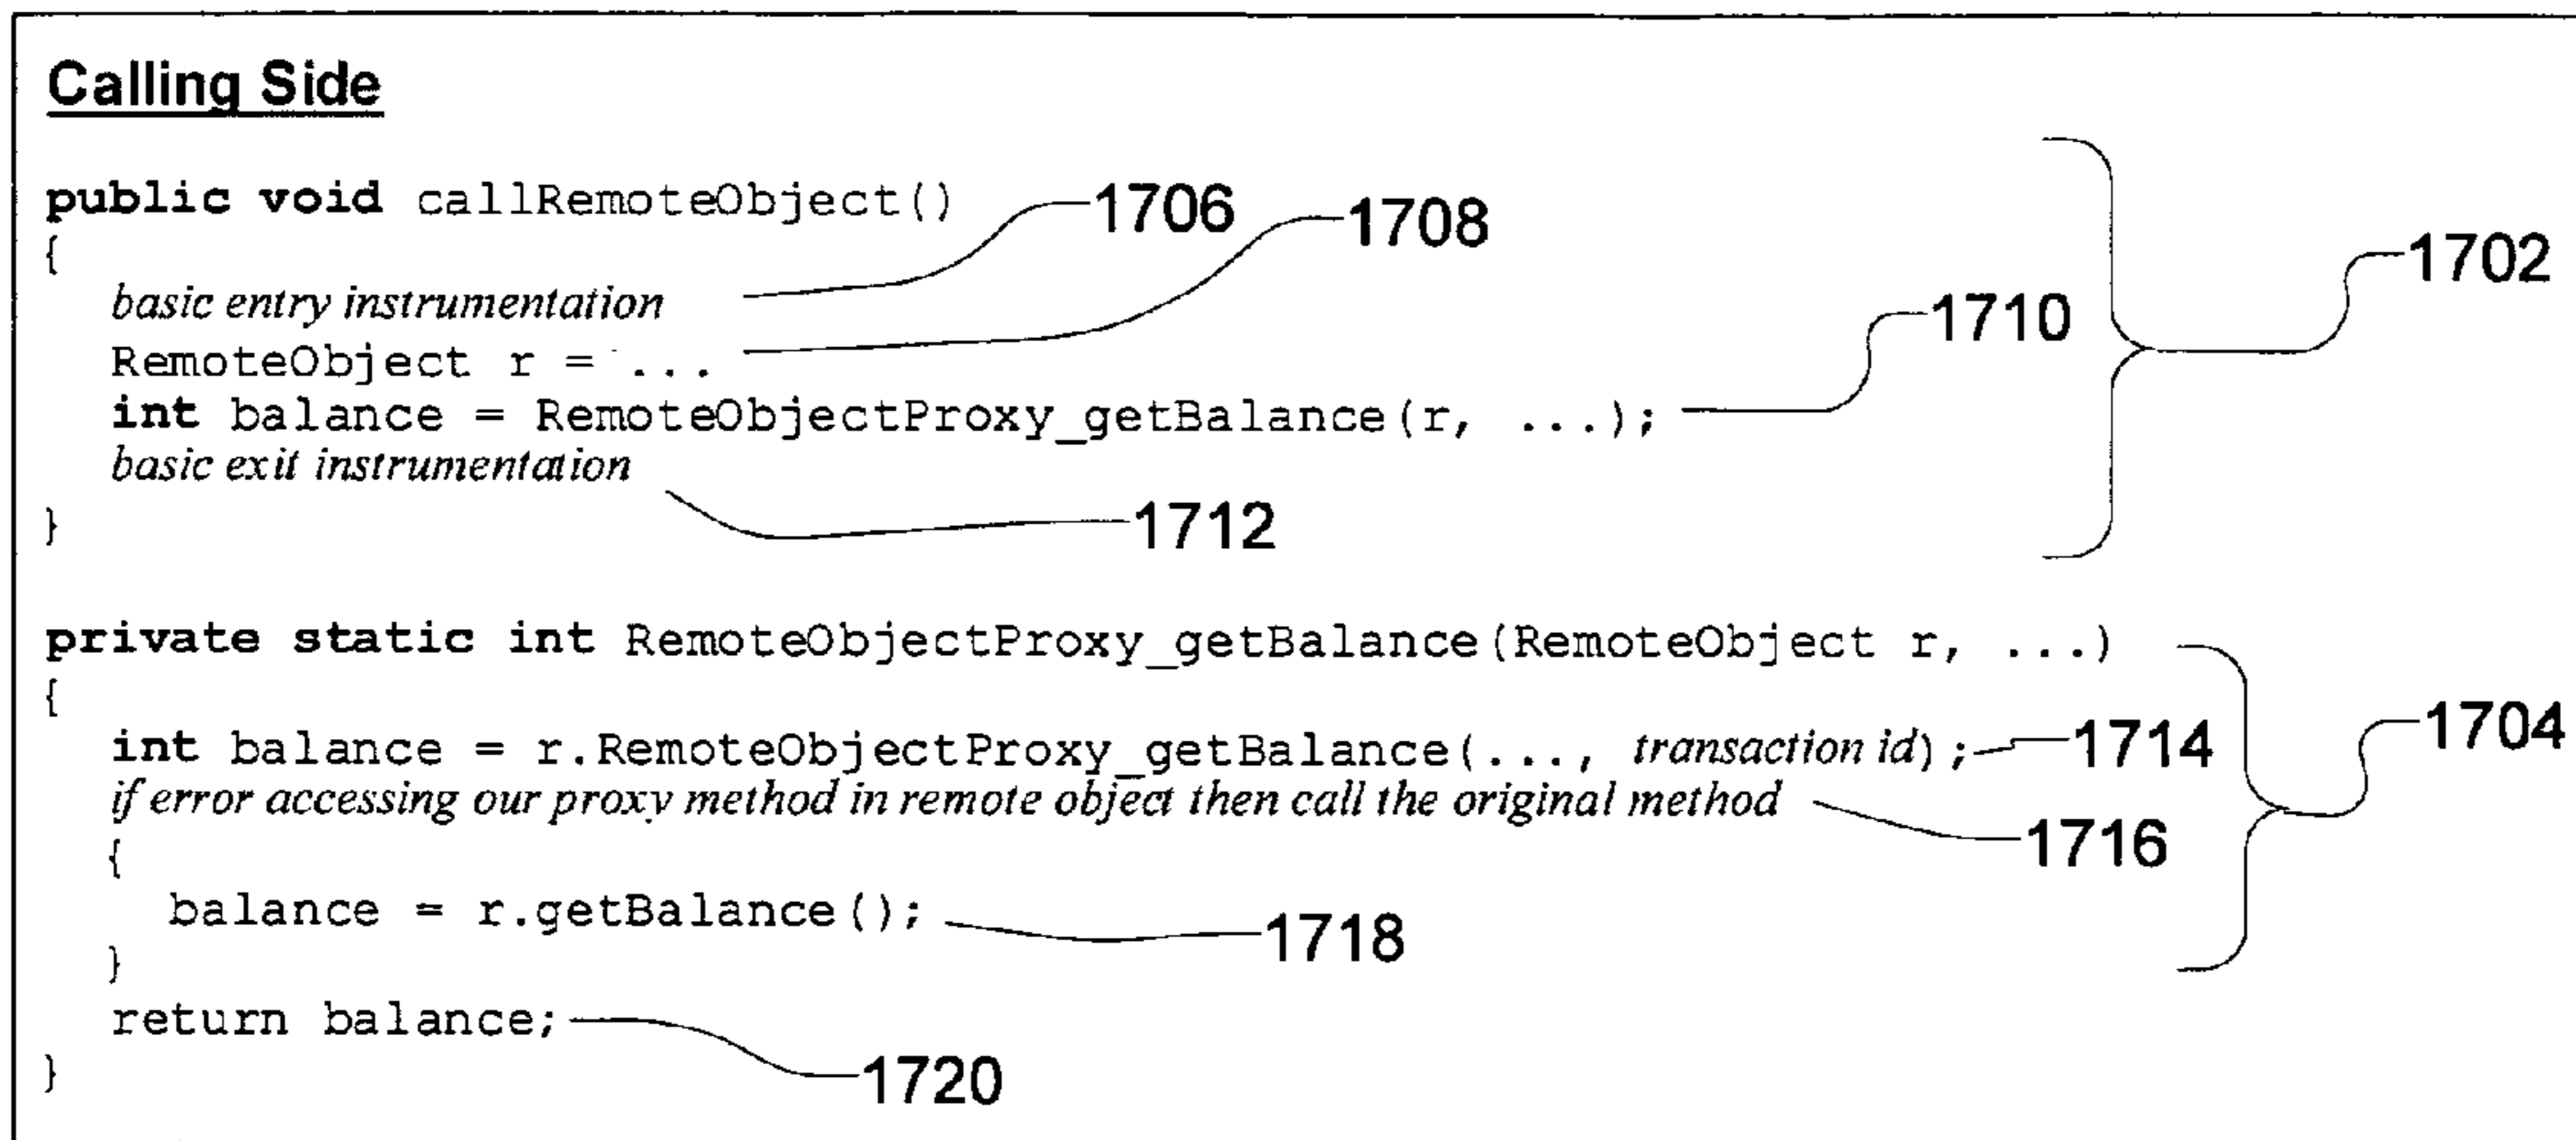 Calling Side
public void callRemoteObject() 1706 1708
{ 1702
basic entry instrumentation 1710
RemoteObject r = ...
int balance = RemoteObjectProxy_getBalance(r, ...);
basic exit instrumentation
} 1712
private static int RemoteObjectProxy_getBalance(RemoteObject r, ...)
{
int balance = r.RemoteObjectProxy_getBalance(..., transaction id); 1714 1704
if error accessing our proxy method in remote object then call the original method
{ 1716
balance = r.getBalance(); 1718
}
return balance;
} 1720